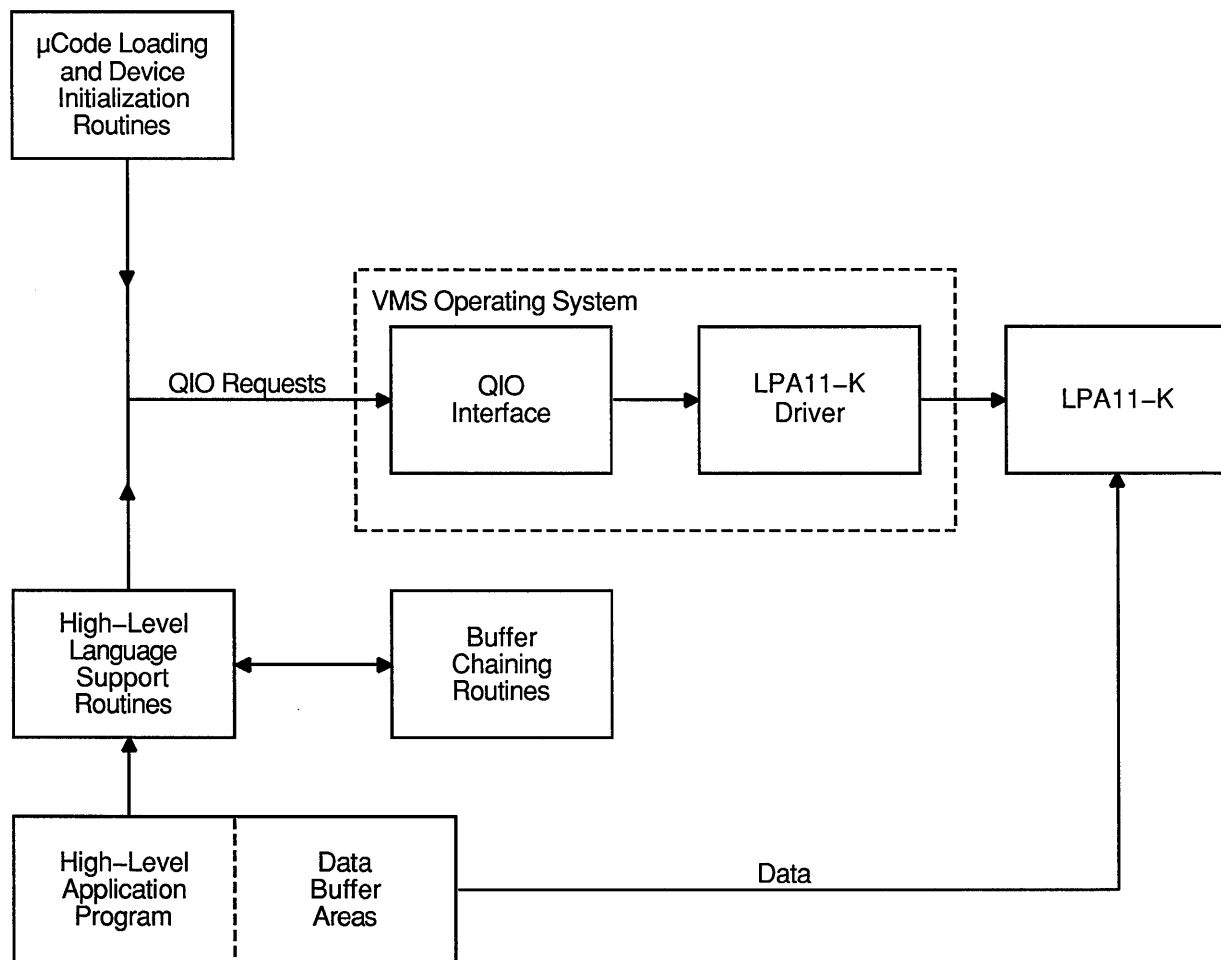 µCode Loading
and Device
Initialization
Routines
VMS Operating System
QIO Requests
QIO
Interface
LPA11–K
Driver
LPA11–K
High–Level
Language
Support
Routines
Buffer
Chaining
Routines
High–Level
Application
Program
Data
Buffer
Areas
Data